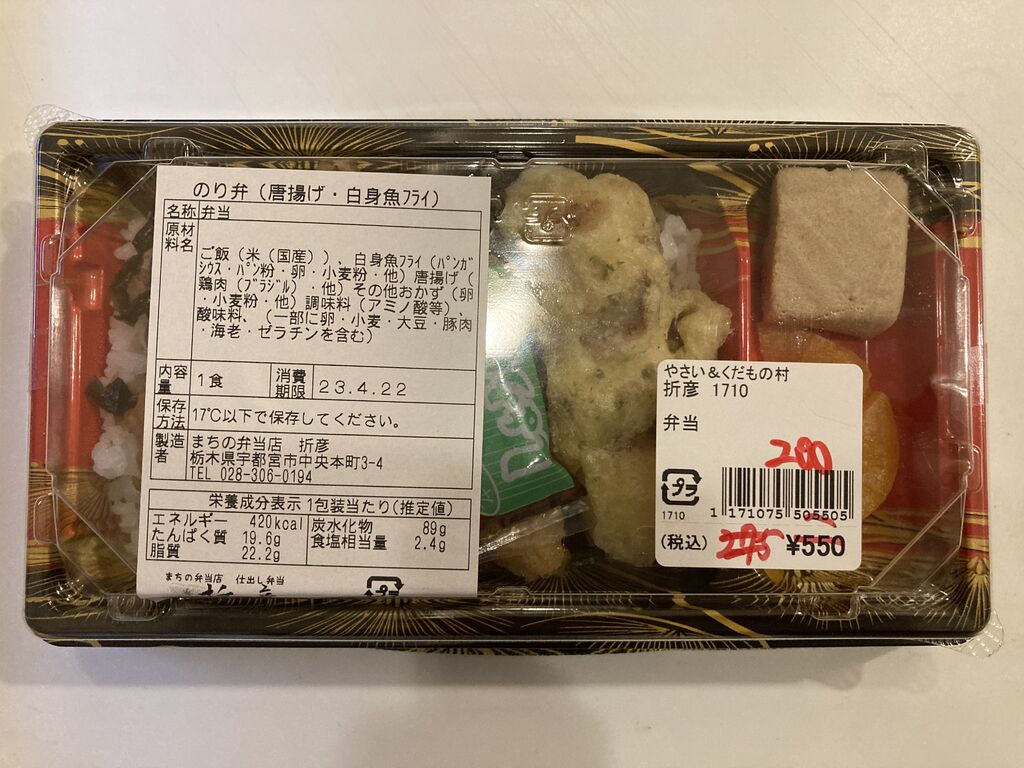 のり弁（唐揚げ・白身魚フライ）
名称 弁当
原材料名
ご飯（米（国産））、白身魚フライ（パンガ
シウス・パン粉・卵・小麦粉・他）唐揚げ（
鶏肉（ブラジル）・他）その他おかず（卵
・小麦粉・他）調味料（アミノ酸等）、
酸味料、（一部に卵・小麦・大豆・豚肉
・海老・ゼラチンを含む）
内容量 1食 消費期限 23.4.22
保存方法 17℃以下で保存してください。
製造者 まちの弁当店 折彦
栃木県宇都宮市中央本町3-4
TEL 028-306-0194
栄養成分表示 1包装当たり(推定値)
エネルギー 420kcal 炭水化物 89g
たんぱく質 19.6g 食塩相当量 2.4g
脂質 22.2g
まちの弁当店 仕出し弁当
プラ
やさい＆くだもの村
折彦 1710
弁当
200
プラ
1710
1 171075 505505
(税込) 275 ¥550